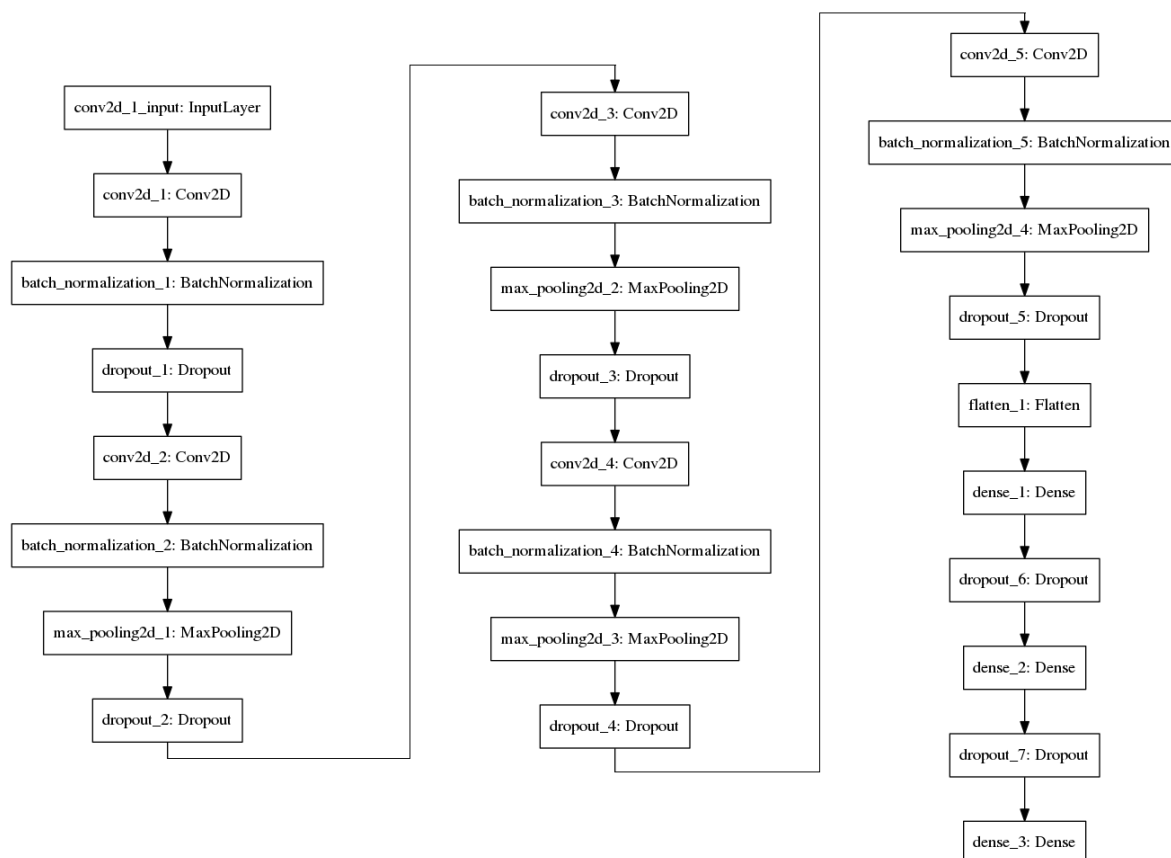 conv2d_1_input: InputLayer
conv2d_1: Conv2D
batch_normalization_1: BatchNormalization
dropout_1: Dropout
conv2d_2: Conv2D
batch_normalization_2: BatchNormalization
max_pooling2d_1: MaxPooling2D
dropout_2: Dropout
conv2d_3: Conv2D
batch_normalization_3: BatchNormalization
max_pooling2d_2: MaxPooling2D
dropout_3: Dropout
conv2d_4: Conv2D
batch_normalization_4: BatchNormalization
max_pooling2d_3: MaxPooling2D
dropout_4: Dropout
conv2d_5: Conv2D
batch_normalization_5: BatchNormalization
max_pooling2d_4: MaxPooling2D
dropout_5: Dropout
flatten_1: Flatten
dense_1: Dense
dropout_6: Dropout
dense_2: Dense
dropout_7: Dropout
dense_3: Dense